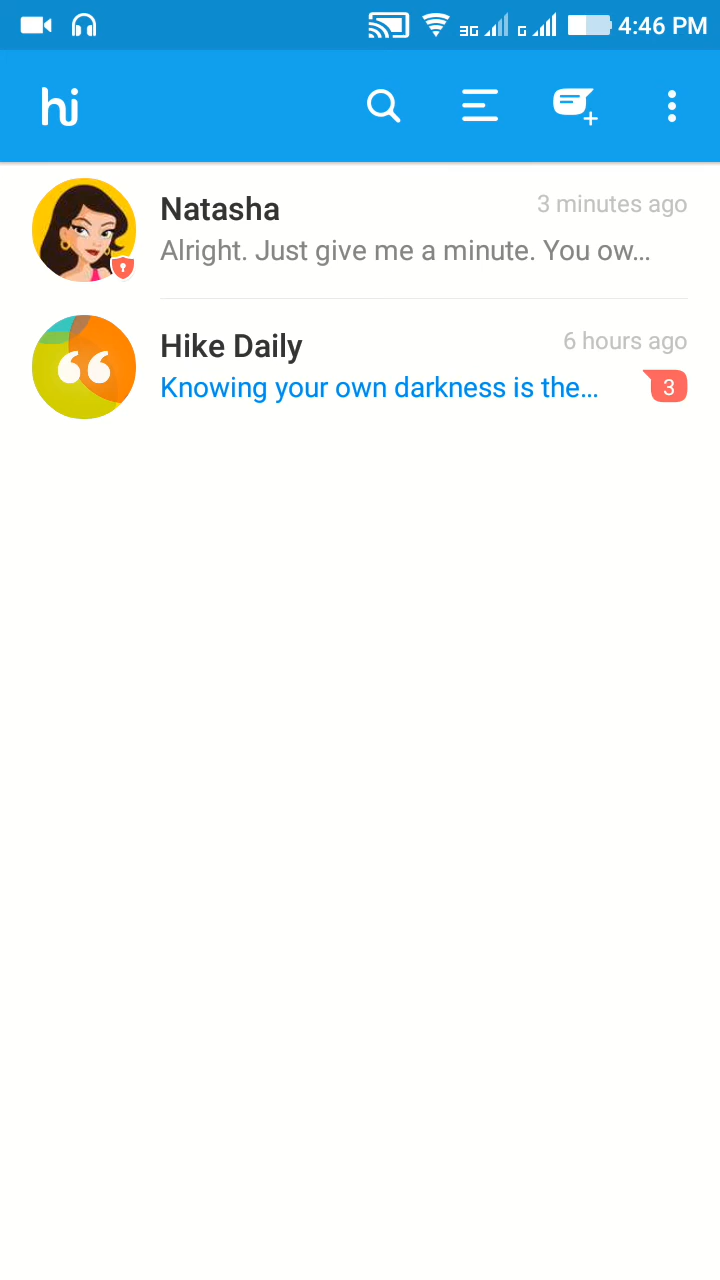 3G G 4:46 PM
hi
Natasha 3 minutes ago
Alright. Just give me a minute. You ow...
Hike Daily 6 hours ago
Knowing your own darkness is the... 3